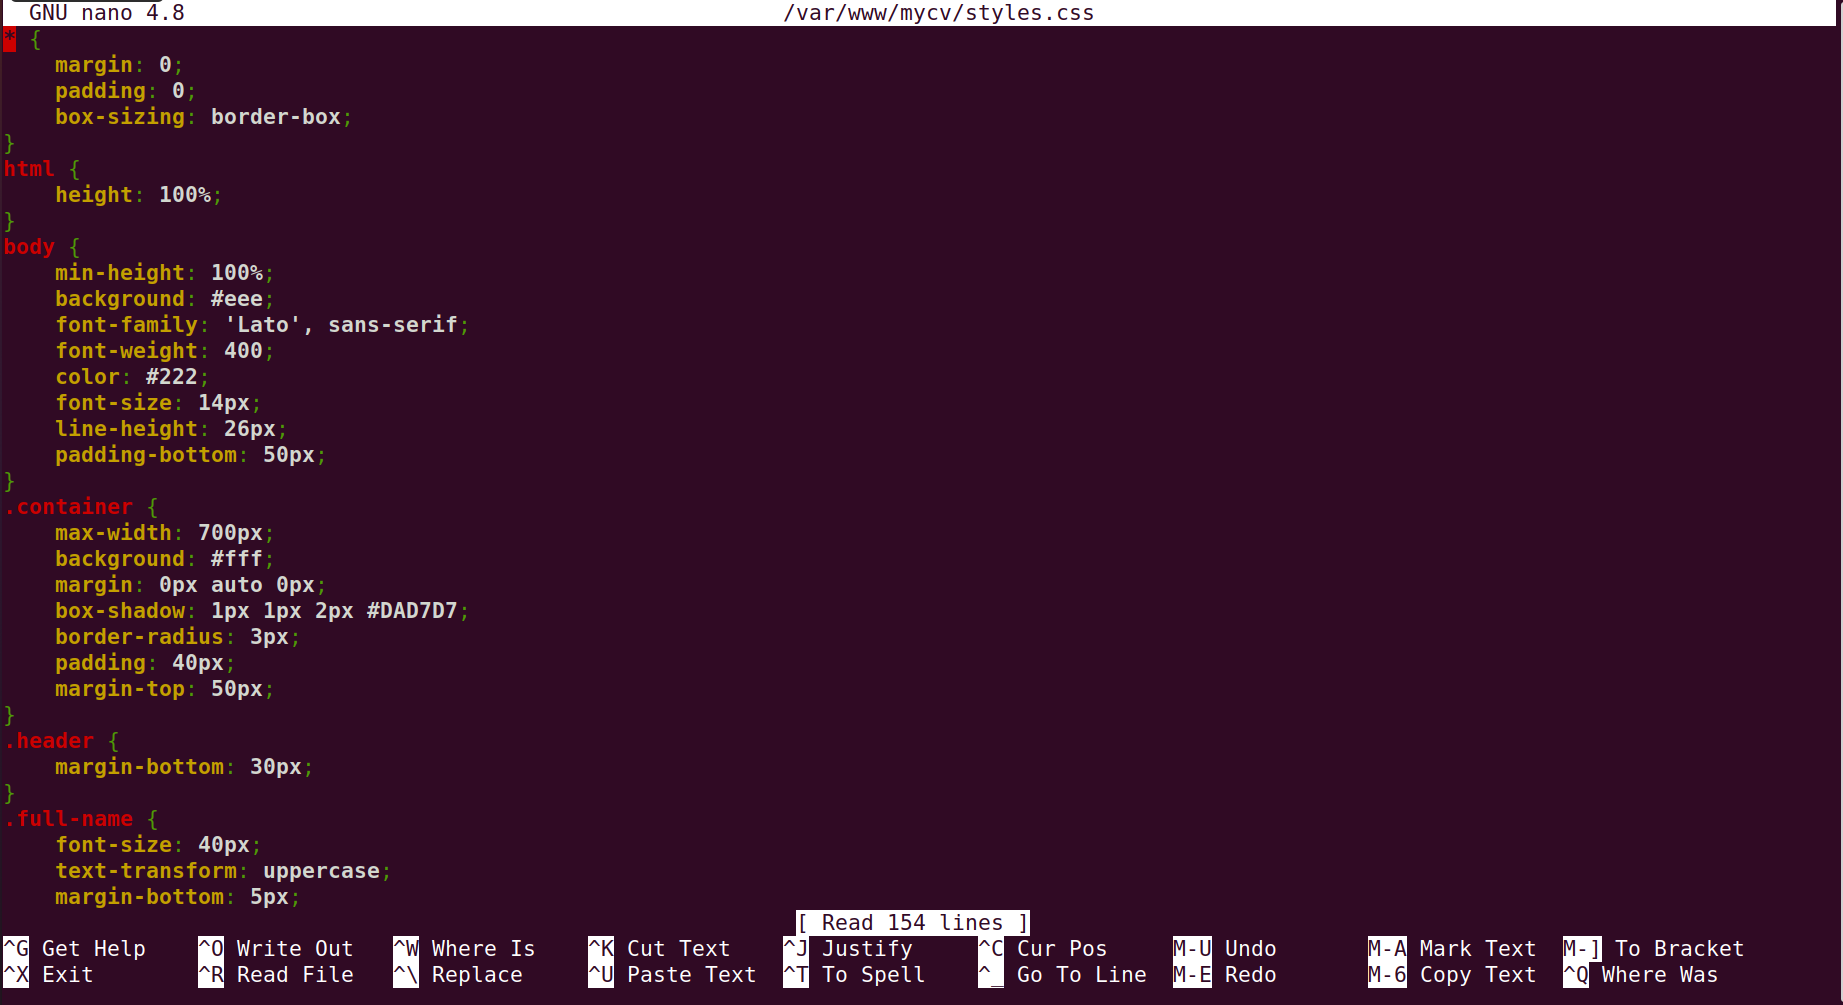 GNU nano 4.8 /var/www/mycv/styles.css
* {
    margin: 0;
    padding: 0;
    box-sizing: border-box;
}
html {
    height: 100%;
}
body {
    min-height: 100%;
    background: #eee;
    font-family: 'Lato', sans-serif;
    font-weight: 400;
    color: #222;
    font-size: 14px;
    line-height: 26px;
    padding-bottom: 50px;
}
.container {
    max-width: 700px;
    background: #fff;
    margin: 0px auto 0px;
    box-shadow: 1px 1px 2px #DAD7D7;
    border-radius: 3px;
    padding: 40px;
    margin-top: 50px;
}
.header {
    margin-bottom: 30px;
}
.full-name {
    font-size: 40px;
    text-transform: uppercase;
    margin-bottom: 5px;
[ Read 154 lines ]
^G Get Help ^O Write Out ^W Where Is ^K Cut Text ^J Justify ^C Cur Pos M-U Undo M-A Mark Text M-] To Bracket
^X Exit ^R Read File ^\ Replace ^U Paste Text ^T To Spell ^_ Go To Line M-E Redo M-6 Copy Text ^Q Where Was